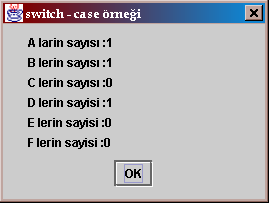 switch - case örneği
A larin sayısı :1
B lerin sayısı :1
C lerin sayısı :0
D lerin sayisi :1
E lerin sayisi :0
F lerin sayisi :0
OK